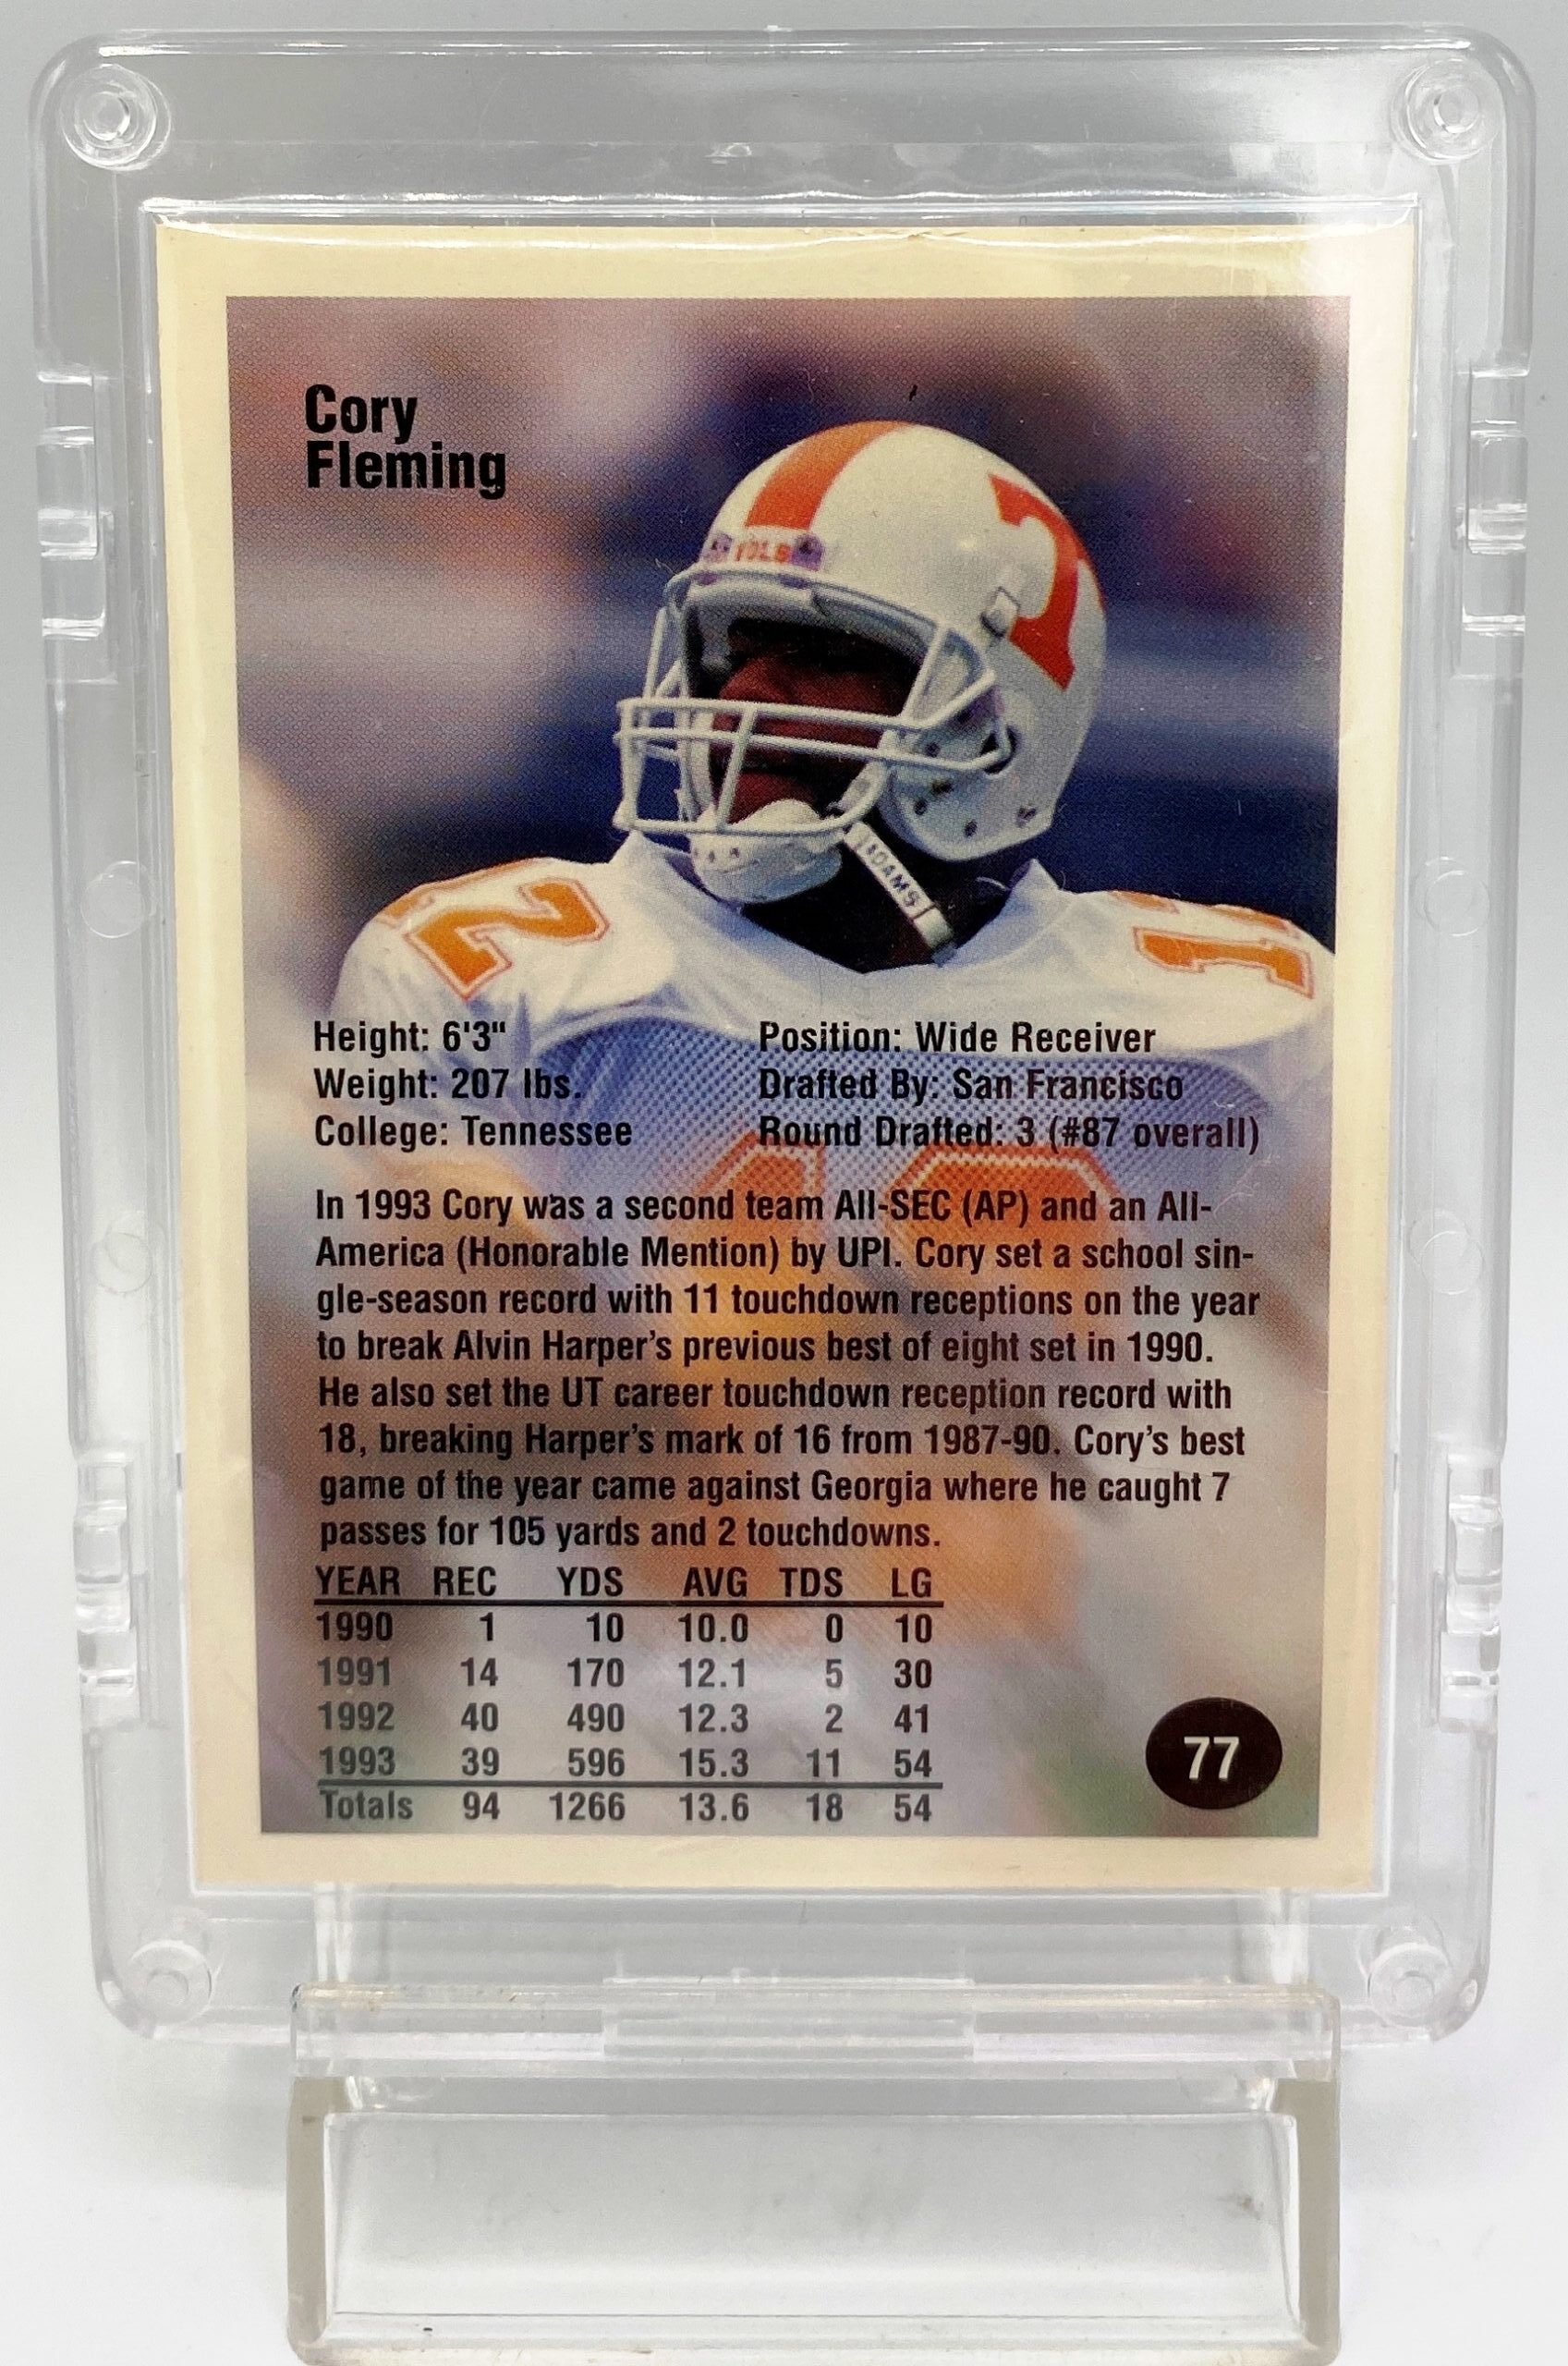 Cory
Fleming
VOLS
ADAMS
2
1
12
Height: 6'3" Position: Wide Receiver
Weight: 207 lbs. Drafted By: San Francisco
College: Tennessee Round Drafted: 3 (#87 overall)
In 1993 Cory was a second team All-SEC (AP) and an All-
America (Honorable Mention) by UPI. Cory set a school sin-
gle-season record with 11 touchdown receptions on the year
to break Alvin Harper's previous best of eight set in 1990.
He also set the UT career touchdown reception record with
18, breaking Harper's mark of 16 from 1987-90. Cory's best
game of the year came against Georgia where he caught 7
passes for 105 yards and 2 touchdowns.
YEAR REC YDS AVG TDS LG
1990 1 10 10.0 0 10
1991 14 170 12.1 5 30
1992 40 490 12.3 2 41
1993 39 596 15.3 11 54
Totals 94 1266 13.6 18 54
77